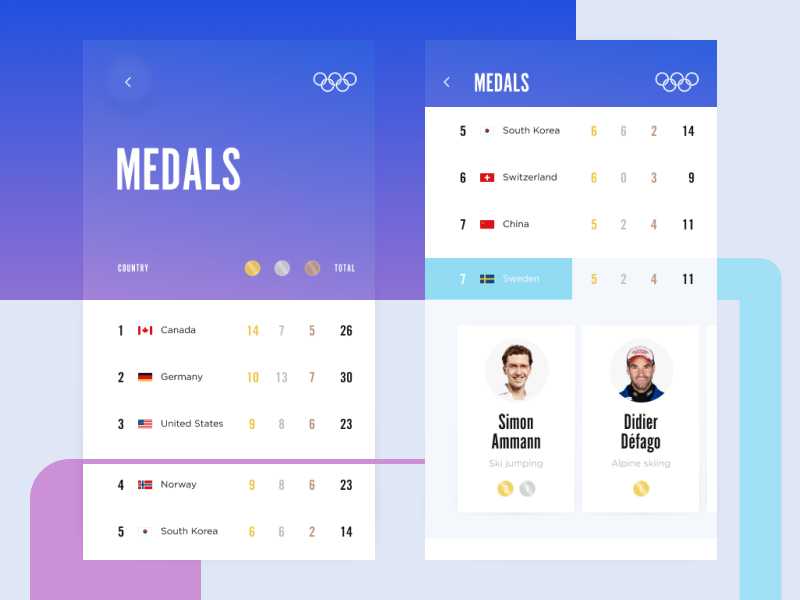 MEDALS
COUNTRY TOTAL
1 Canada 14 7 5 26
2 Germany 10 13 7 30
3 United States 9 8 6 23
4 Norway 9 8 6 23
5 South Korea 6 6 2 14
MEDALS
5 South Korea 6 6 2 14
6 Switzerland 6 0 3 9
7 China 5 2 4 11
7 Sweden 5 2 4 11
Simon
Ammann
Ski jumping
Didier
Défago
Alpine skiing